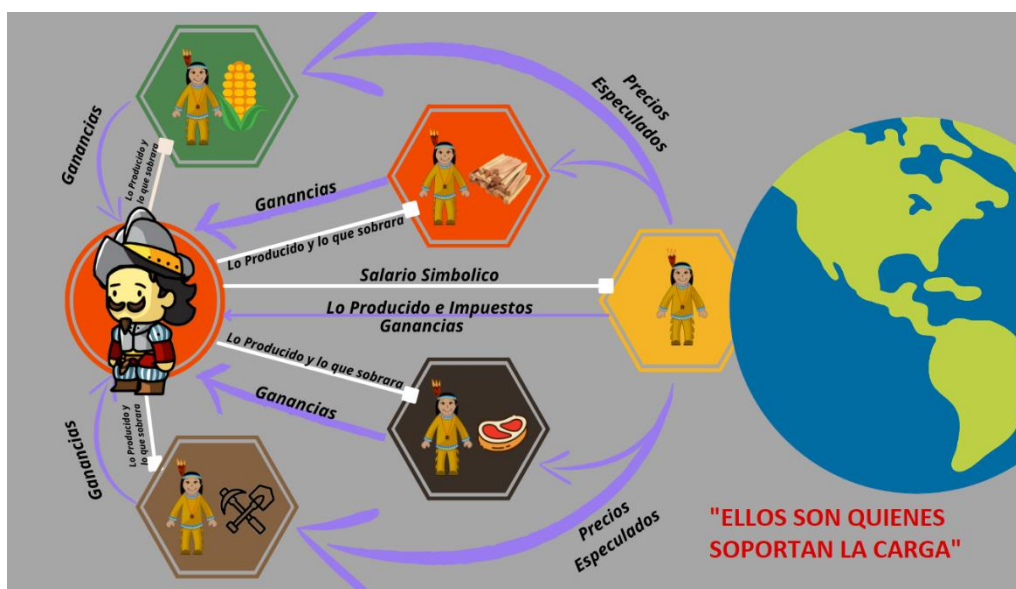 Precios
Especulados
Ganancias
Lo Producido y
lo que sobrara
Ganancias
Lo Producido y lo que sobrara
Salario Simbolico
Lo Producido e Impuestos
Ganancias
Lo Producido y lo que sobrara
Ganancias
Lo Producido y
lo que sobrara
Ganancias
Precios
Especulados
"ELLOS SON QUIENES
SOPORTAN LA CARGA"